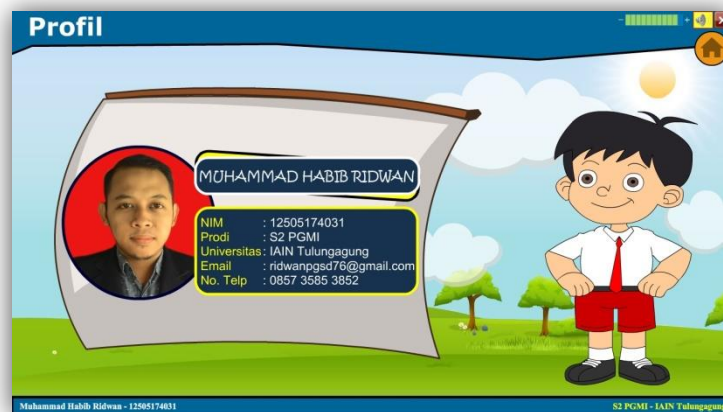 Profil
MUHAMMAD HABIB RIDWAN
NIM : 12505174031
Prodi : S2 PGMI
Universitas : IAIN Tulungagung
Email : ridwanpgsd76@gmail.com
No. Telp : 0857 3585 3852
Muhammad Habib Ridwan - 12505174031
S2 PGMI - IAIN Tulungagung